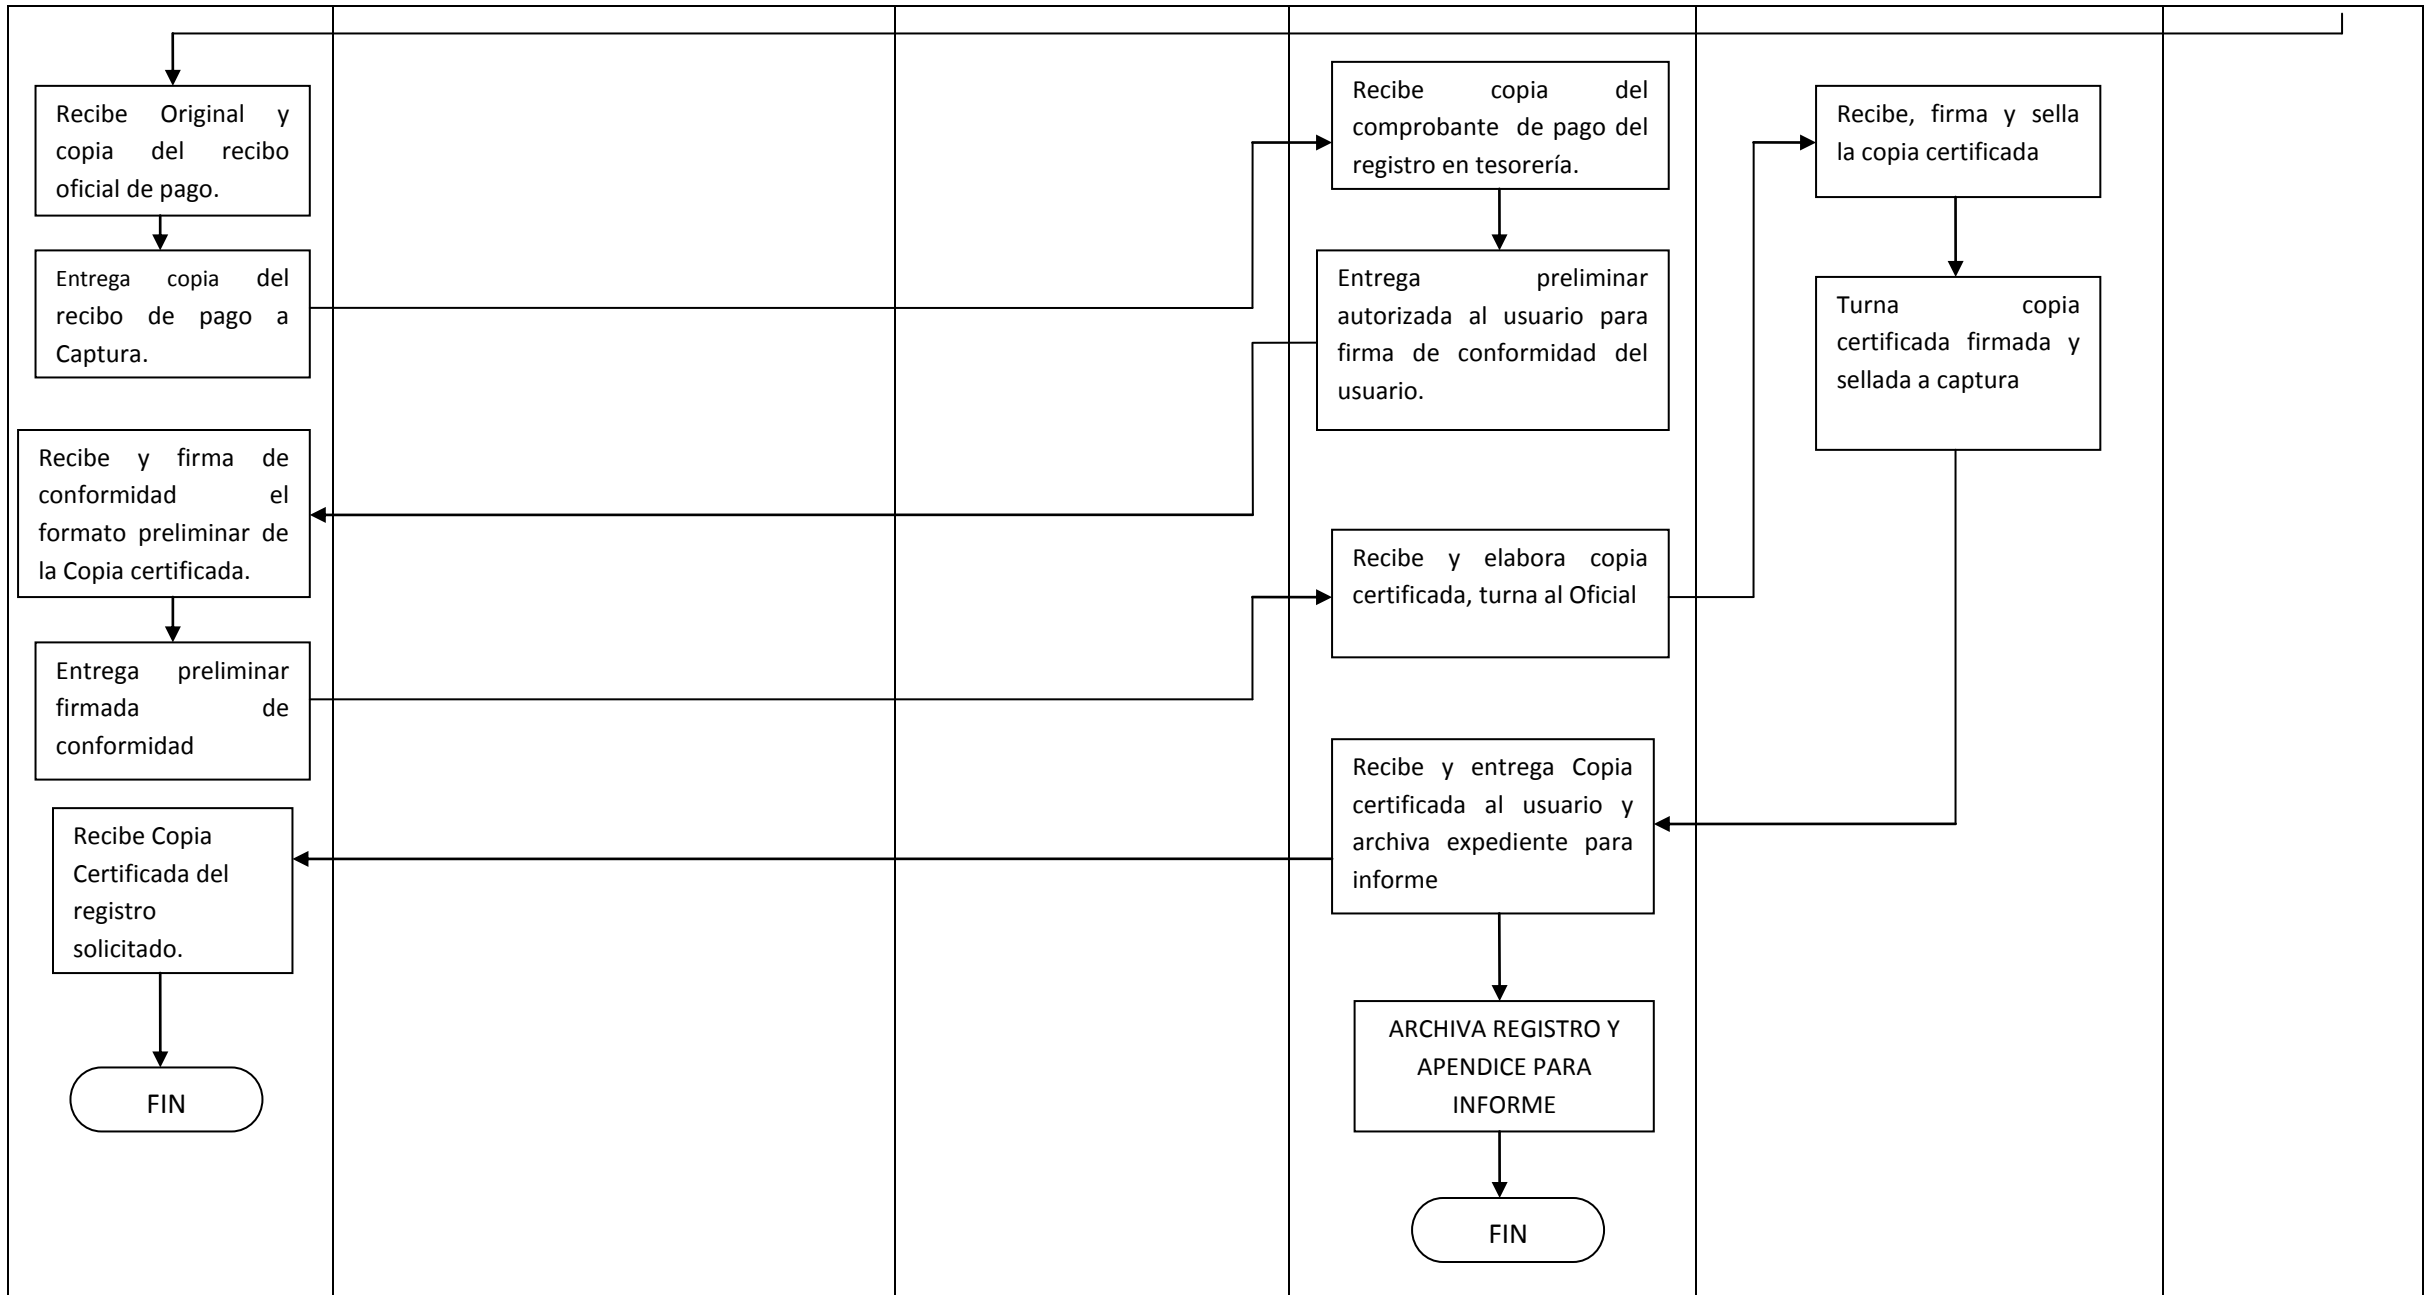 Recibe Original y
copia del recibo
oficial de pago.
Entrega copia del
recibo de pago a
Captura.
Recibe y firma de
conformidad el
formato preliminar de
la Copia certificada.
Entrega preliminar
firmada de
conformidad
Recibe Copia
Certificada del
registro
solicitado.
FIN
Recibe copia del
comprobante de pago del
registro en tesorería.
Entrega preliminar
autorizada al usuario para
firma de conformidad del
usuario.
Recibe y elabora copia
certificada, turna al Oficial
Recibe y entrega Copia
certificada al usuario y
archiva expediente para
informe
ARCHIVA REGISTRO Y
APENDICE PARA
INFORME
FIN
Recibe, firma y sella
la copia certificada
Turna copia
certificada firmada y
sellada a captura